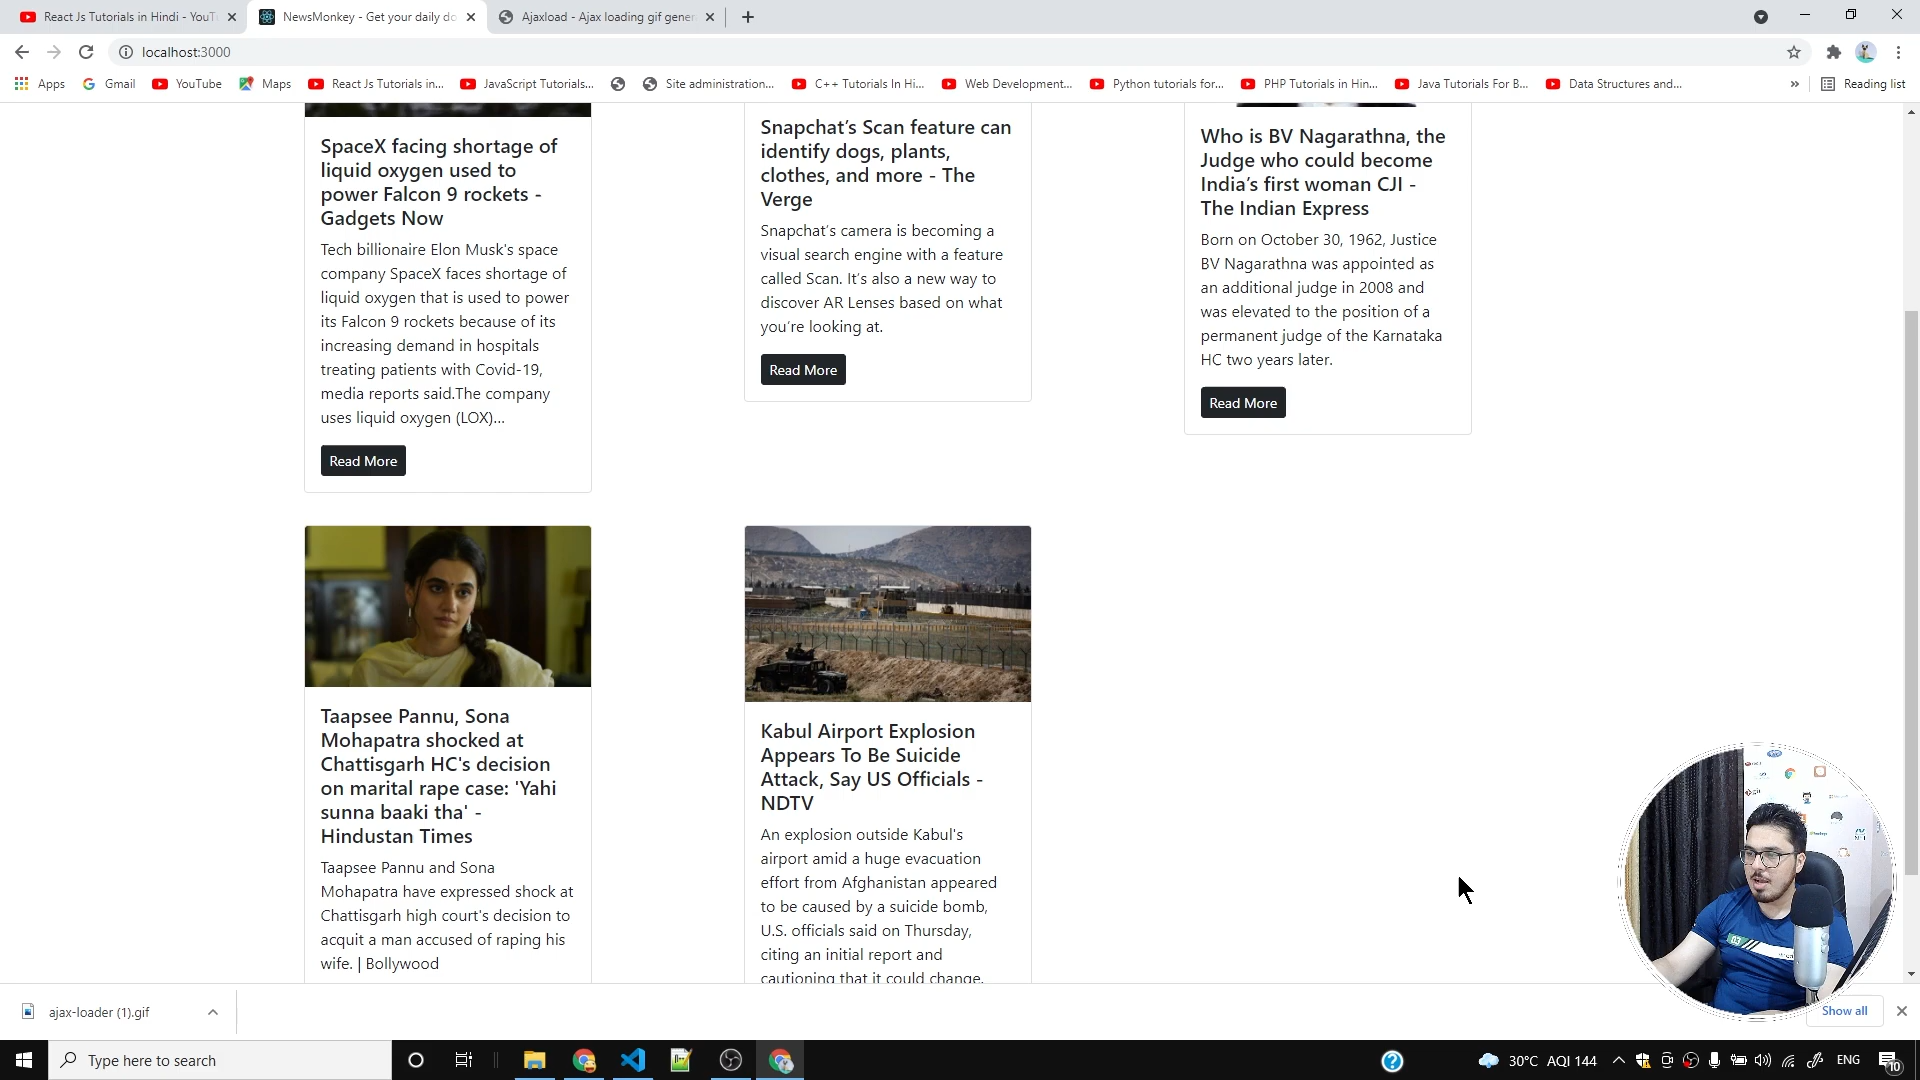 React Js Tutorials in Hindi - YouT
NewsMonkey - Get your daily do
Ajaxload - Ajax loading gif gener
localhost:3000
Apps
Gmail
YouTube
Maps
React Js Tutorials in...
JavaScript Tutorials...
Site administration...
C++ Tutorials In Hi...
Web Development...
Python tutorials for...
PHP Tutorials in Hin...
Java Tutorials For B...
Data Structures and...
»
Reading list
SpaceX facing shortage of
liquid oxygen used to
power Falcon 9 rockets -
Gadgets Now
Tech billionaire Elon Musk's space
company SpaceX faces shortage of
liquid oxygen that is used to power
its Falcon 9 rockets because of its
increasing demand in hospitals
treating patients with Covid-19,
media reports said.The company
uses liquid oxygen (LOX)...
Read More
Snapchat’s Scan feature can
identify dogs, plants,
clothes, and more - The
Verge
Snapchat’s camera is becoming a
visual search engine with a feature
called Scan. It’s also a new way to
discover AR Lenses based on what
you’re looking at.
Read More
Who is BV Nagarathna, the
Judge who could become
India’s first woman CJI -
The Indian Express
Born on October 30, 1962, Justice
BV Nagarathna was appointed as
an additional judge in 2008 and
was elevated to the position of a
permanent judge of the Karnataka
HC two years later.
Read More
Taapsee Pannu, Sona
Mohapatra shocked at
Chattisgarh HC's decision
on marital rape case: 'Yahi
sunna baaki tha' -
Hindustan Times
Taapsee Pannu and Sona
Mohapatra have expressed shock at
Chattisgarh high court's decision to
acquit a man accused of raping his
wife. | Bollywood
Kabul Airport Explosion
Appears To Be Suicide
Attack, Say US Officials -
NDTV
An explosion outside Kabul's
airport amid a huge evacuation
effort from Afghanistan appeared
to be caused by a suicide bomb,
U.S. officials said on Thursday,
citing an initial report and
cautioning that it could change.
ajax-loader (1).gif
Show all
Type here to search
30°C AQI 144
ENG
10